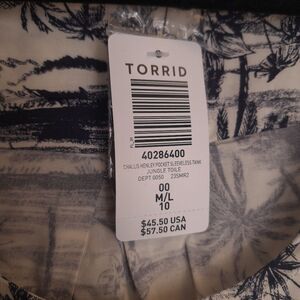 TORRID
40286400
CHALLIS HENLEY POCKET SLEEVELESS TANK
JUNGLE TOILE
DEPT 0050 23SMR2
00
M/L
10
$45.50 USA
$57.50 CAN